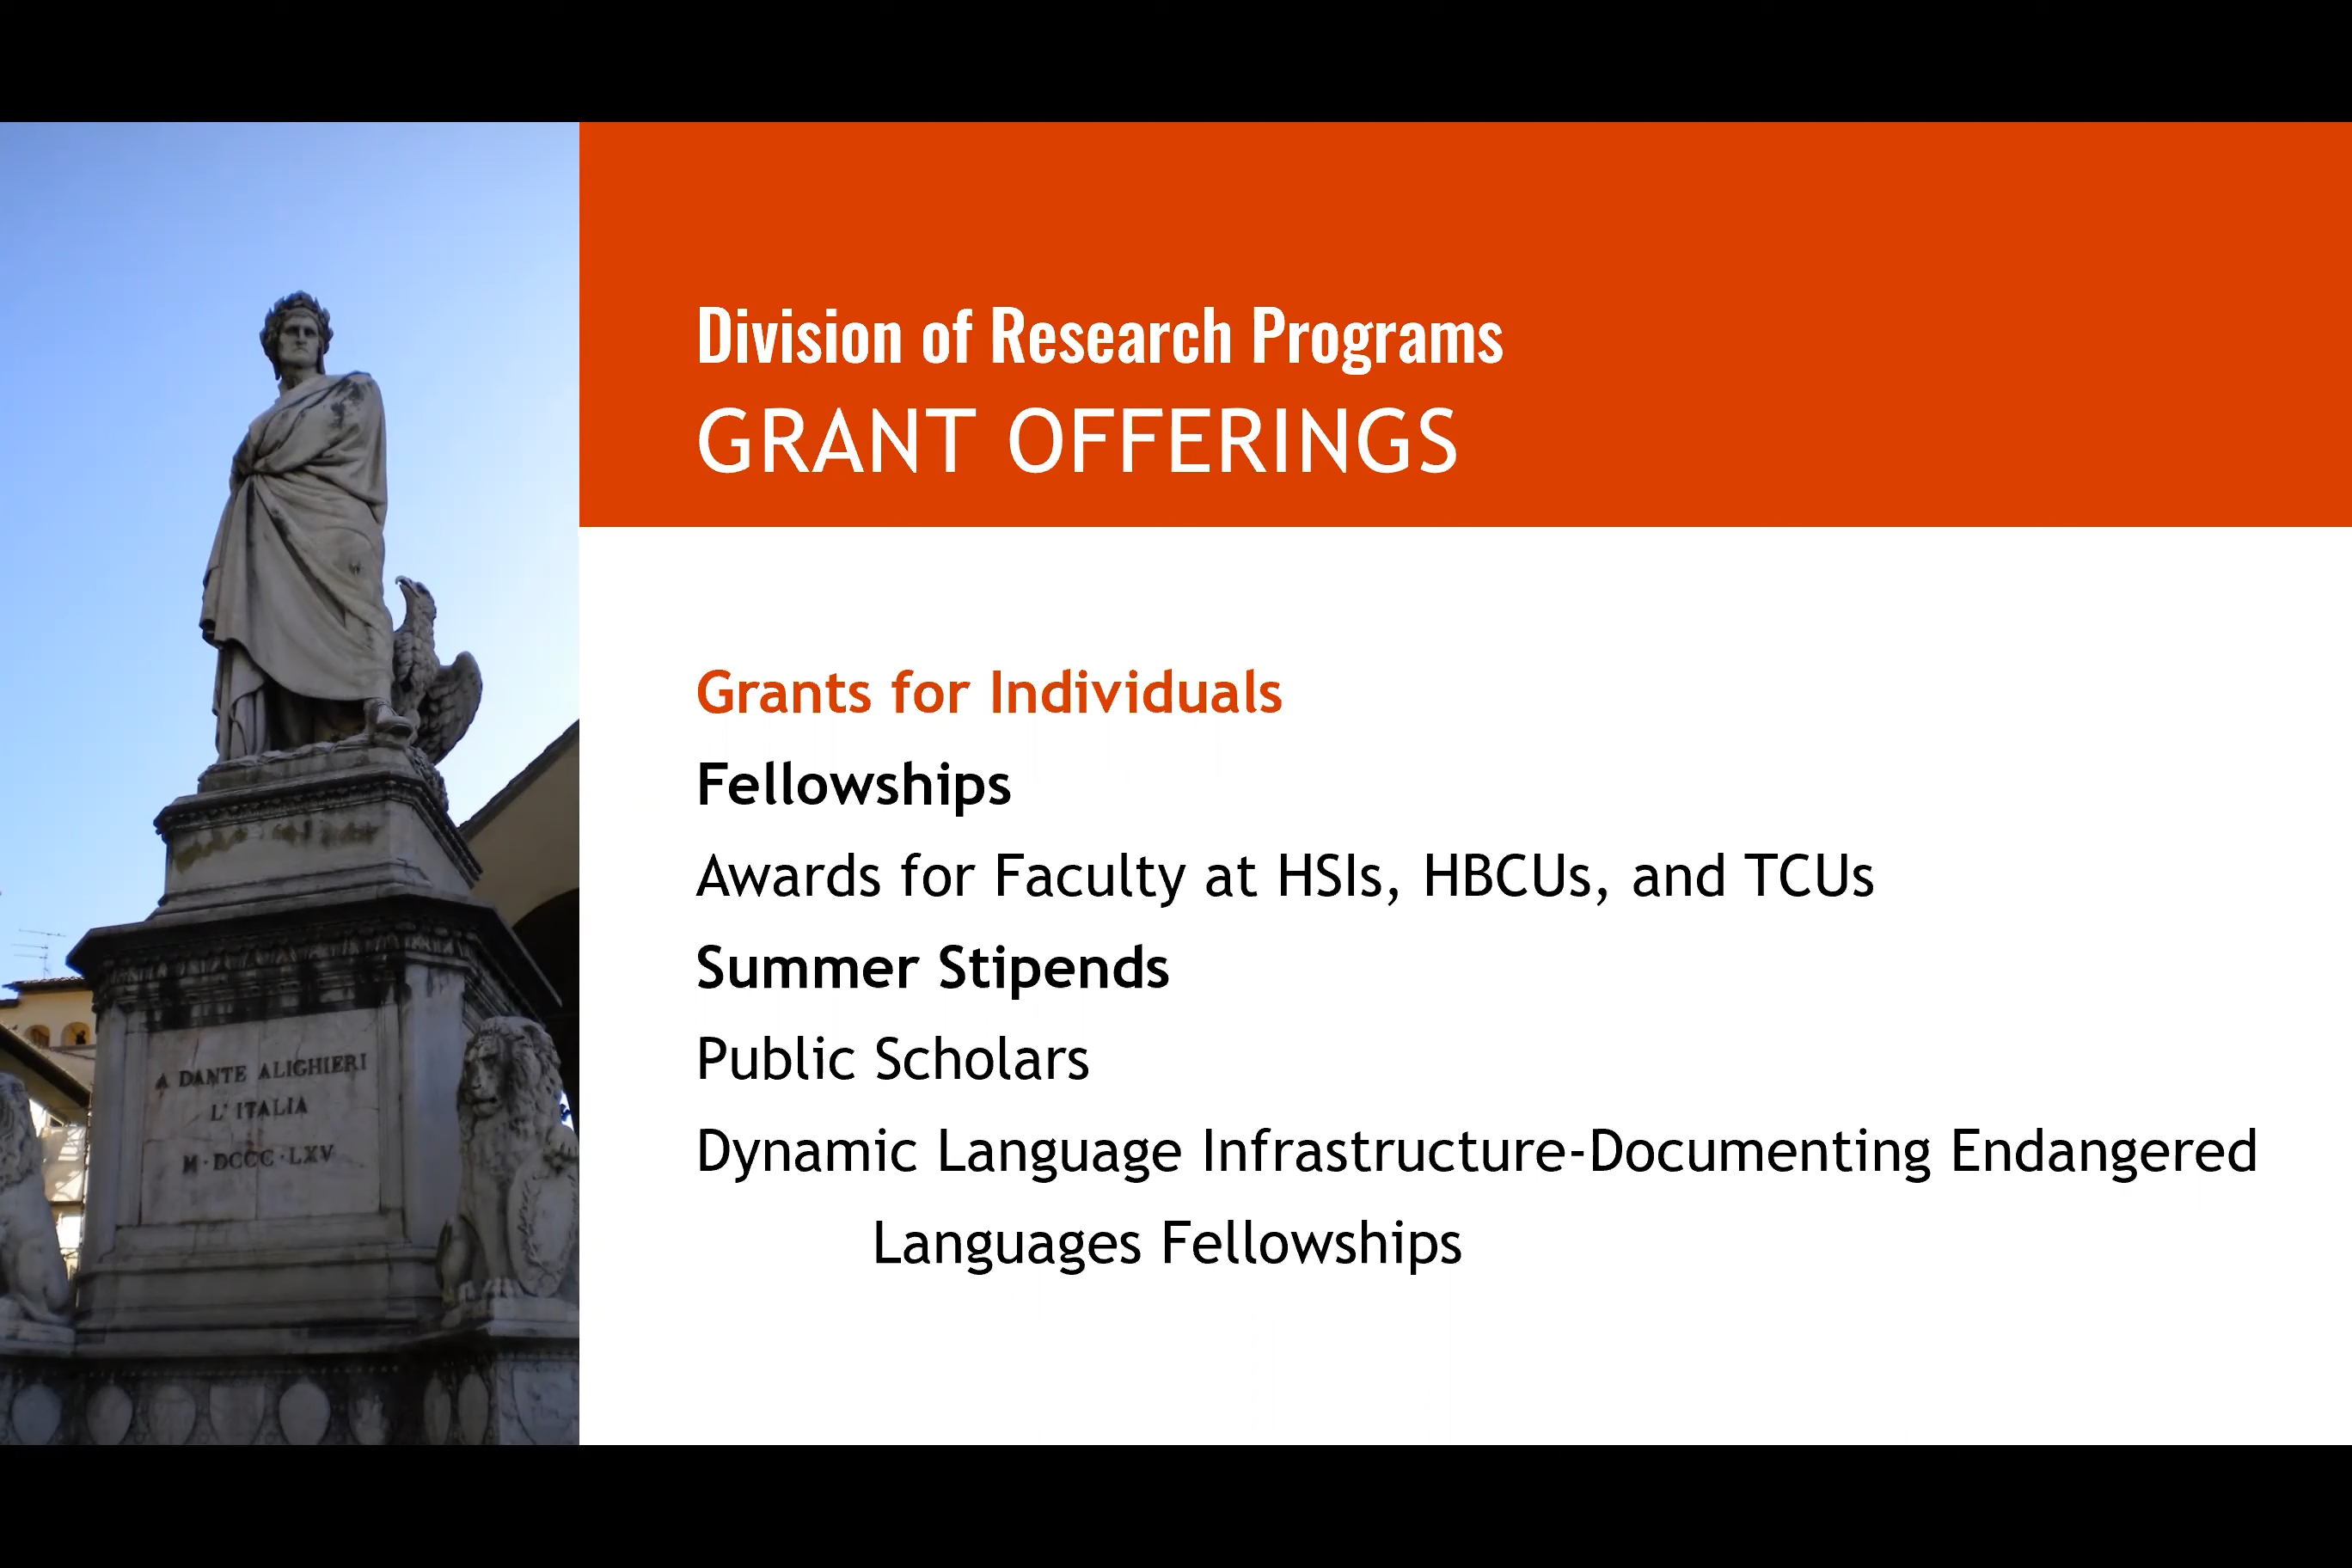 Division of Research Programs
GRANT OFFERINGS
Grants for Individuals
Fellowships
Awards for Faculty at HSIs, HBCUs, and TCUs
Summer Stipends
Public Scholars
Dynamic Language Infrastructure-Documenting Endangered
Languages Fellowships
A DANTE ALIGHIERI
L'ITALIA
M·DCCC·LXV